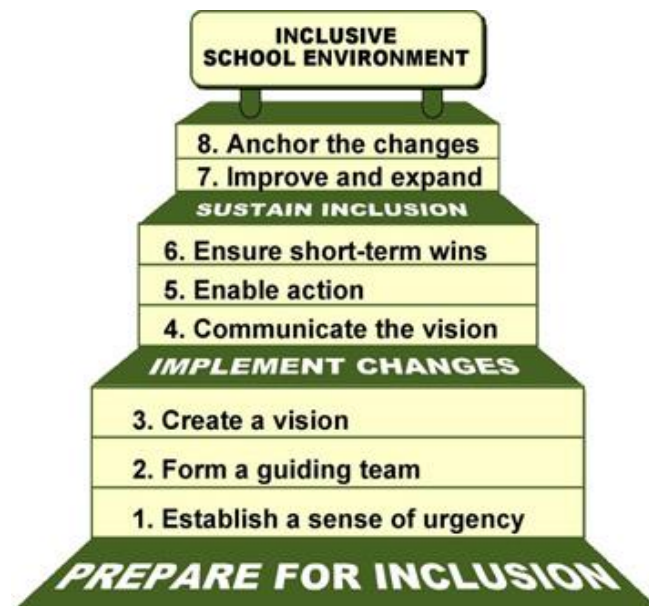 INCLUSIVE
SCHOOL ENVIRONMENT
8. Anchor the changes
7. Improve and expand
SUSTAIN INCLUSION
6. Ensure short-term wins
5. Enable action
4. Communicate the vision
IMPLEMENT CHANGES
3. Create a vision
2. Form a guiding team
1. Establish a sense of urgency
PREPARE FOR INCLUSION